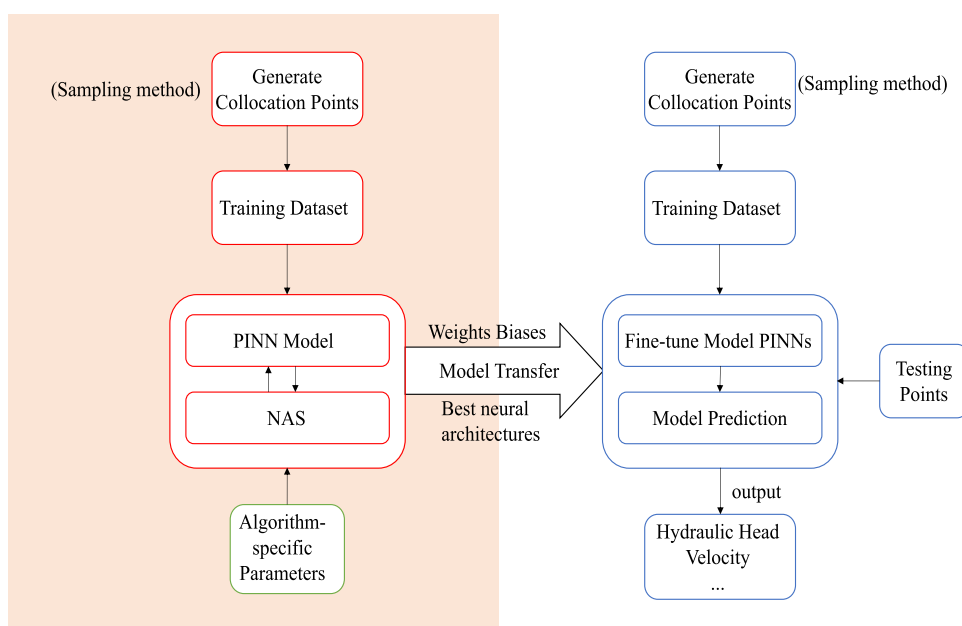 (Sampling method)
Generate
Collocation Points
Training Dataset
PINN Model
NAS
Algorithm-
specific
Parameters
Weights Biases
Model Transfer
Best neural
architectures
Generate
Collocation Points
(Sampling method)
Training Dataset
Fine-tune Model PINNs
Model Prediction
Testing
Points
output
Hydraulic Head
Velocity
...